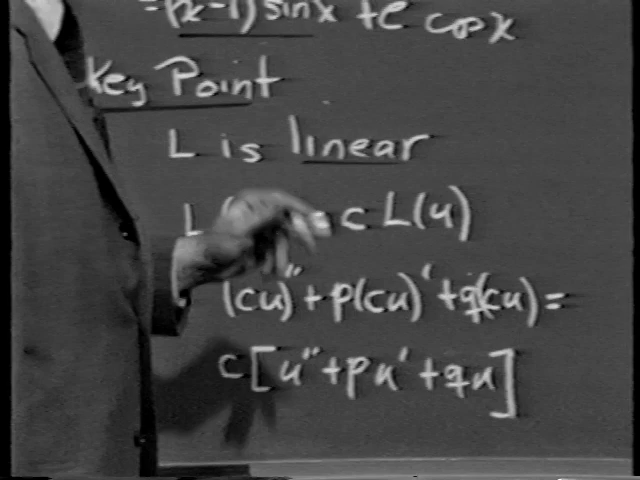 =(x-1) sin x + e cos x
Key Point
L is linear
L c L(u)
(cu)" + p(cu)' + q(cu) =
c[u" + pu' + qu]